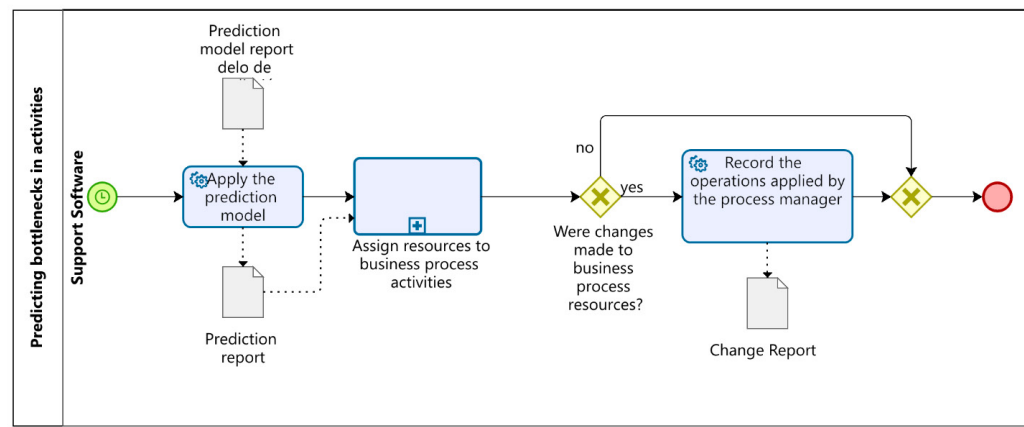 Predicting bottlenecks in activities
Support Software
Prediction
model report
delo de
Apply the
prediction
model
Prediction
report
Assign resources to
business process
activities
no
yes
Were changes
made to
business
process
resources?
Record the
operations applied by
the process manager
Change Report